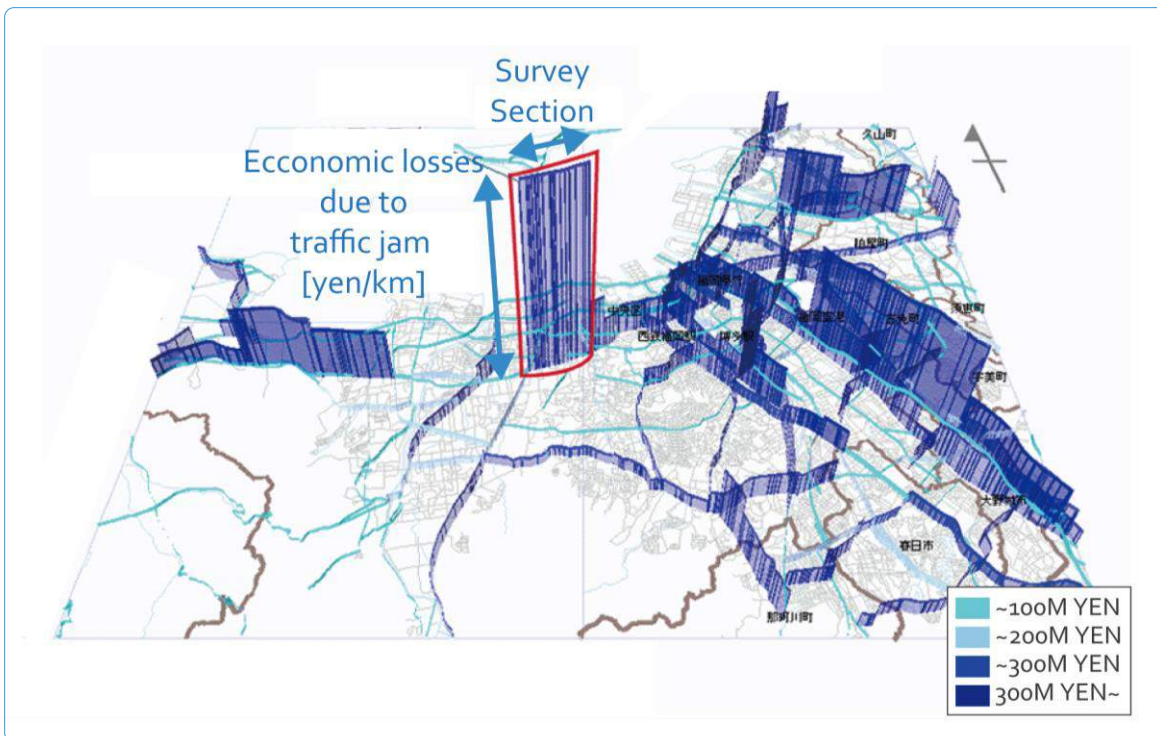 Survey
Section
Ecconomic losses
due to
traffic jam
[yen/km]
久山町
粕屋町
須恵町
宇美町
中央区
西鉄福岡駅
博多駅
福岡空港
志免町
大野城市
春日市
那珂川町
~100M YEN
~200M YEN
~300M YEN
300M YEN~